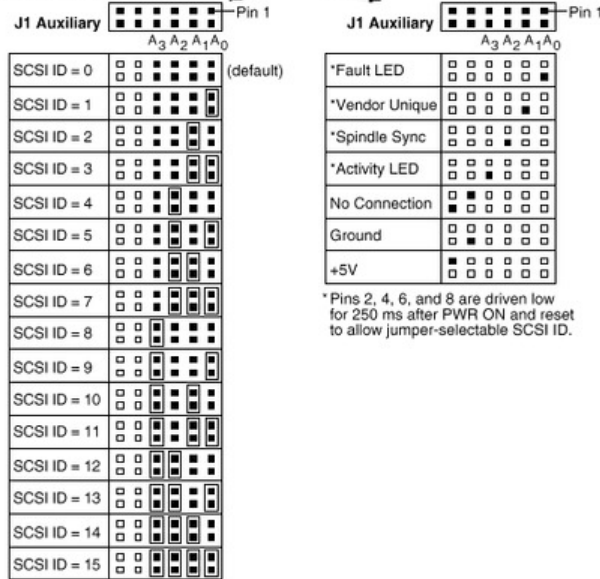 Pin 1
J1 Auxiliary
A3 A2 A1 A0
SCSI ID = 0 (default)
SCSI ID = 1
SCSI ID = 2
SCSI ID = 3
SCSI ID = 4
SCSI ID = 5
SCSI ID = 6
SCSI ID = 7
SCSI ID = 8
SCSI ID = 9
SCSI ID = 10
SCSI ID = 11
SCSI ID = 12
SCSI ID = 13
SCSI ID = 14
SCSI ID = 15
Pin 1
J1 Auxiliary
A3 A2 A1 A0
*Fault LED
*Vendor Unique
*Spindle Sync
*Activity LED
No Connection
Ground
+5V
* Pins 2, 4, 6, and 8 are driven low
for 250 ms after PWR ON and reset
to allow jumper-selectable SCSI ID.